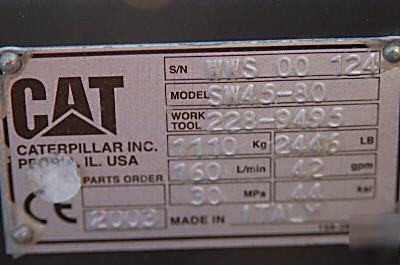 S/N WWS 00 124
CAT
MODEL SW45-80
WORK TOOL 228-9495
CATERPILLAR INC.
PEORIA, IL. USA
1110 Kg 2446 LB
PARTS ORDER
160 L/min 42 gpm
30 MPa 44 ksi
CE 2003 MADE IN ITALY